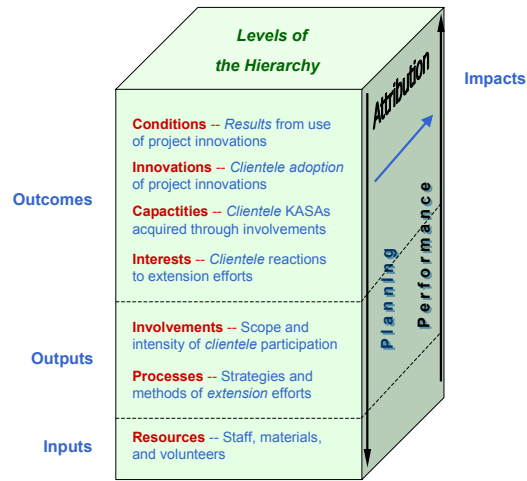 Levels of
the Hierarchy
Attribution
Impacts
Conditions -- Results from use
of project innovations
Innovations -- Clientele adoption
of project innovations
Outcomes
Capactities -- Clientele KASAs
acquired through involvements
Interests -- Clientele reactions
to extension efforts
Planning
Performance
Involvements -- Scope and
intensity of clientele participation
Outputs
Processes -- Strategies and
methods of extension efforts
Inputs
Resources -- Staff, materials,
and volunteers